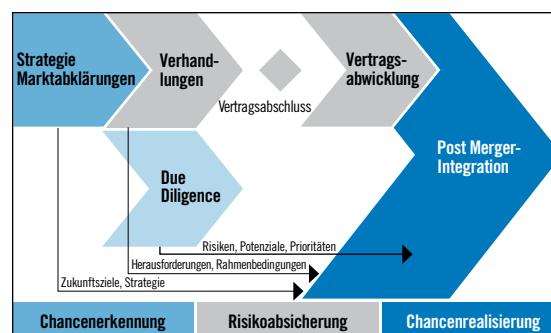 Strategie
Marktabklärungen
Verhand-
lungen
Vertragsabschluss
Vertrags-
abwicklung
Post Merger-
Integration
Due
Diligence
Risiken, Potenziale, Prioritäten
Herausforderungen, Rahmenbedingungen
Zukunftsziele, Strategie
Chancenerkennung
Risikoabsicherung
Chancenrealisierung